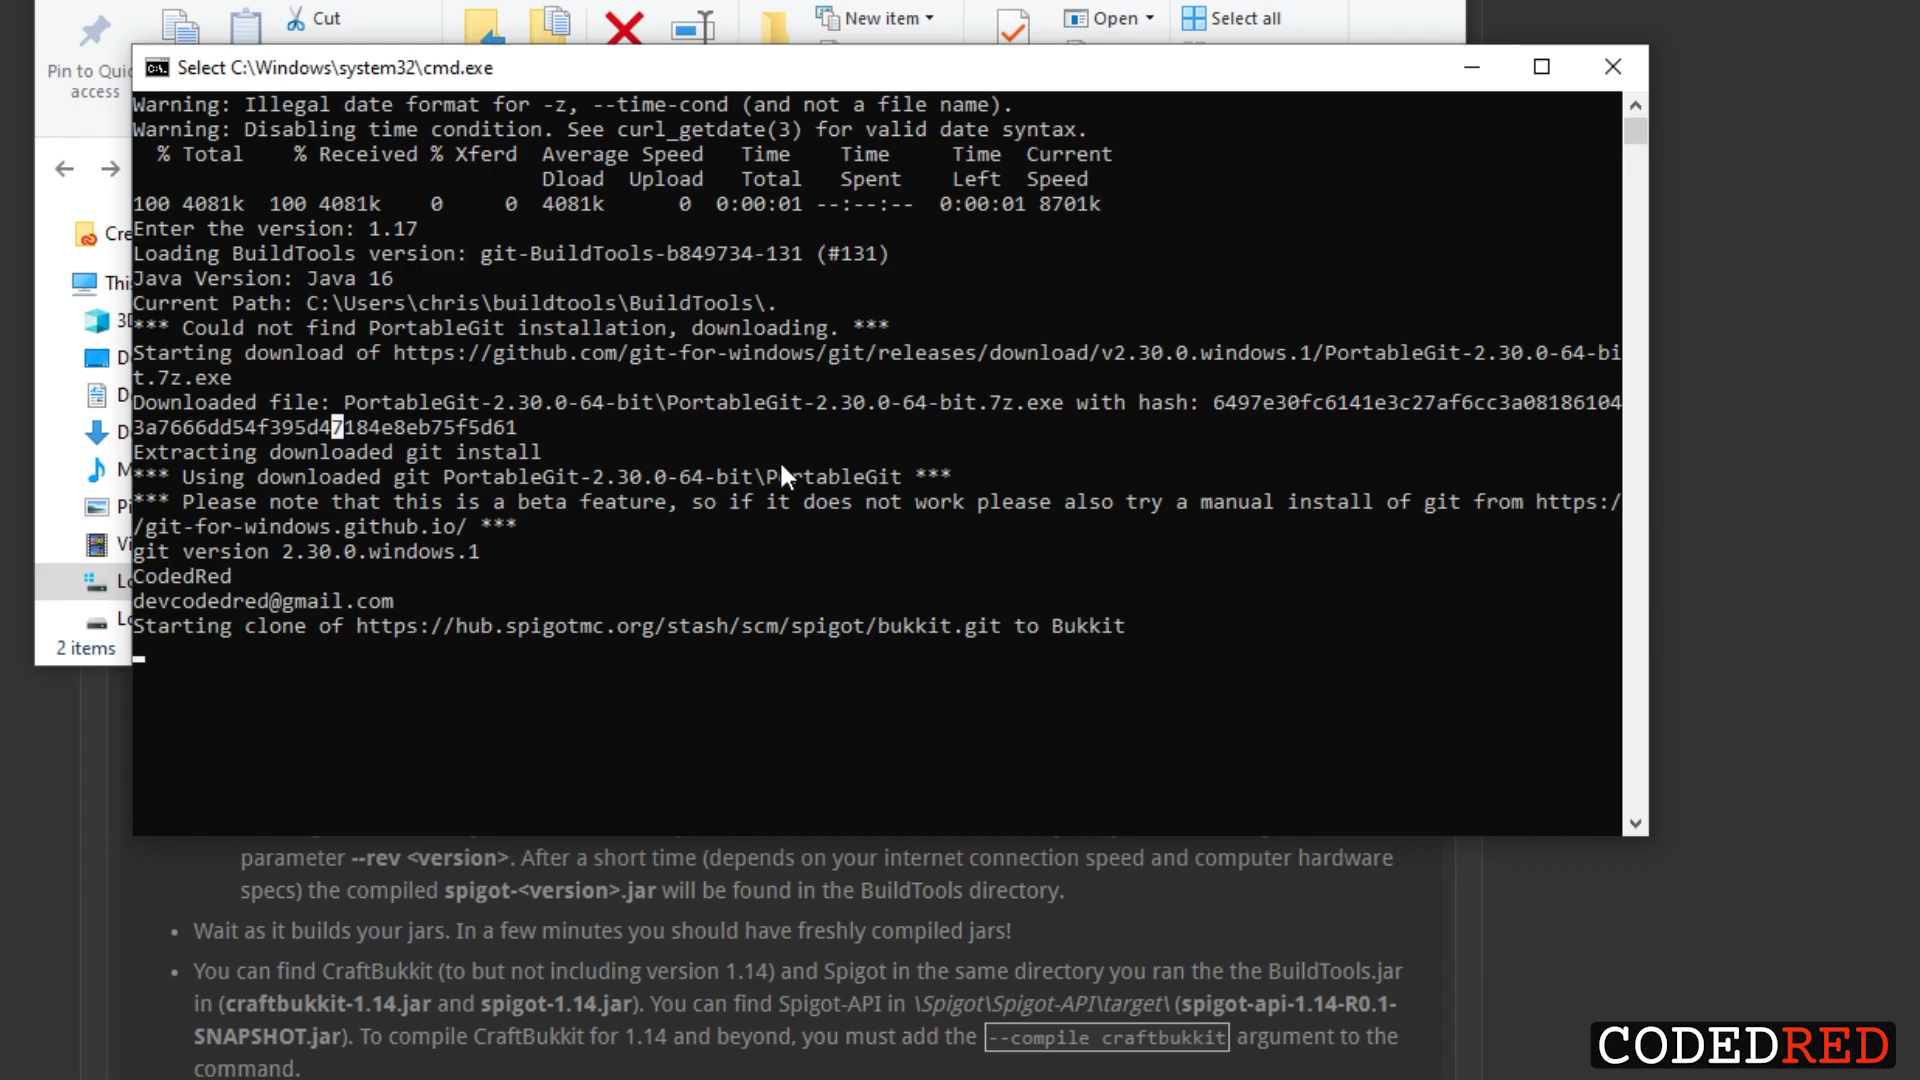 Cut
New item
Open
Select all
Pin to Quic
access
Select C:\Windows\system32\cmd.exe
Warning: Illegal date format for -z, --time-cond (and not a file name).
Warning: Disabling time condition. See curl_getdate(3) for valid date syntax.
% Total % Received % Xferd Average Speed Time Time Time Current
Dload Upload Total Spent Left Speed
100 4081k 100 4081k 0 0 4081k 0 0:00:01 --:--:-- 0:00:01 8701k
Enter the version: 1.17
Loading BuildTools version: git-BuildTools-b849734-131 (#131)
Java Version: Java 16
Current Path: C:\Users\chris\buildtools\BuildTools\.
*** Could not find PortableGit installation, downloading. ***
Starting download of https://github.com/git-for-windows/git/releases/download/v2.30.0.windows.1/PortableGit-2.30.0-64-bi
t.7z.exe
Downloaded file: PortableGit-2.30.0-64-bit\PortableGit-2.30.0-64-bit.7z.exe with hash: 6497e30fc6141e3c27af6cc3a08186104
3a7666dd54f395d47184e8eb75f5d61
Extracting downloaded git install
*** Using downloaded git PortableGit-2.30.0-64-bit\PortableGit ***
*** Please note that this is a beta feature, so if it does not work please also try a manual install of git from https:/
/git-for-windows.github.io/ ***
git version 2.30.0.windows.1
CodedRed
devcodedred@gmail.com
Starting clone of https://hub.spigotmc.org/stash/scm/spigot/bukkit.git to Bukkit
Cre
This
3D
D
D
D
M
Pi
Vi
Lo
Lo
2 items
parameter --rev <version>. After a short time (depends on your internet connection speed and computer hardware
specs) the compiled spigot-<version>.jar will be found in the BuildTools directory.
• Wait as it builds your jars. In a few minutes you should have freshly compiled jars!
• You can find CraftBukkit (to but not including version 1.14) and Spigot in the same directory you ran the the BuildTools.jar
in (craftbukkit-1.14.jar and spigot-1.14.jar). You can find Spigot-API in \Spigot\Spigot-API\target\ (spigot-api-1.14-R0.1-
SNAPSHOT.jar). To compile CraftBukkit for 1.14 and beyond, you must add the --compile craftbukkit argument to the
command.
CODEDRED